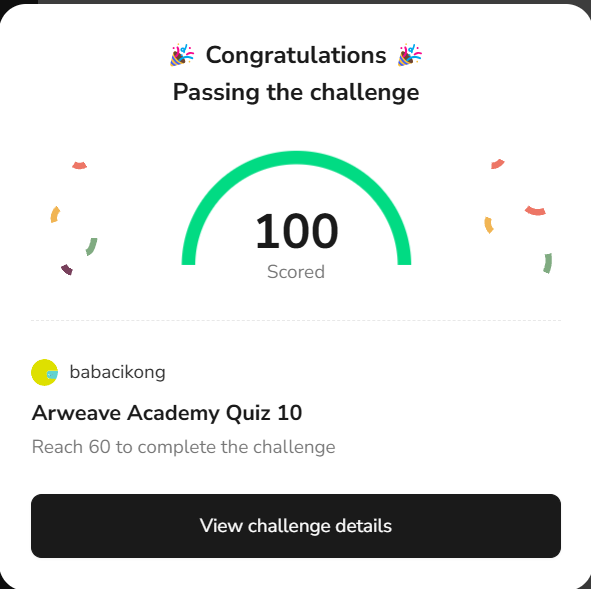 🎉 Congratulations 🎉
Passing the challenge
100
Scored
babacikong
Arweave Academy Quiz 10
Reach 60 to complete the challenge
View challenge details